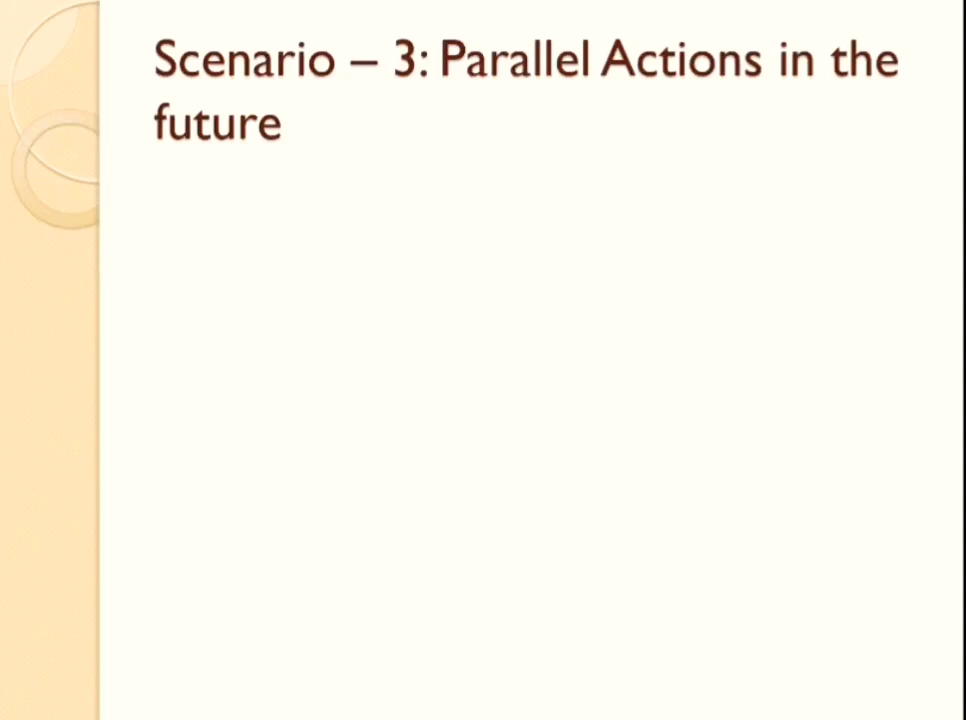 Scenario – 3: Parallel Actions in the
future